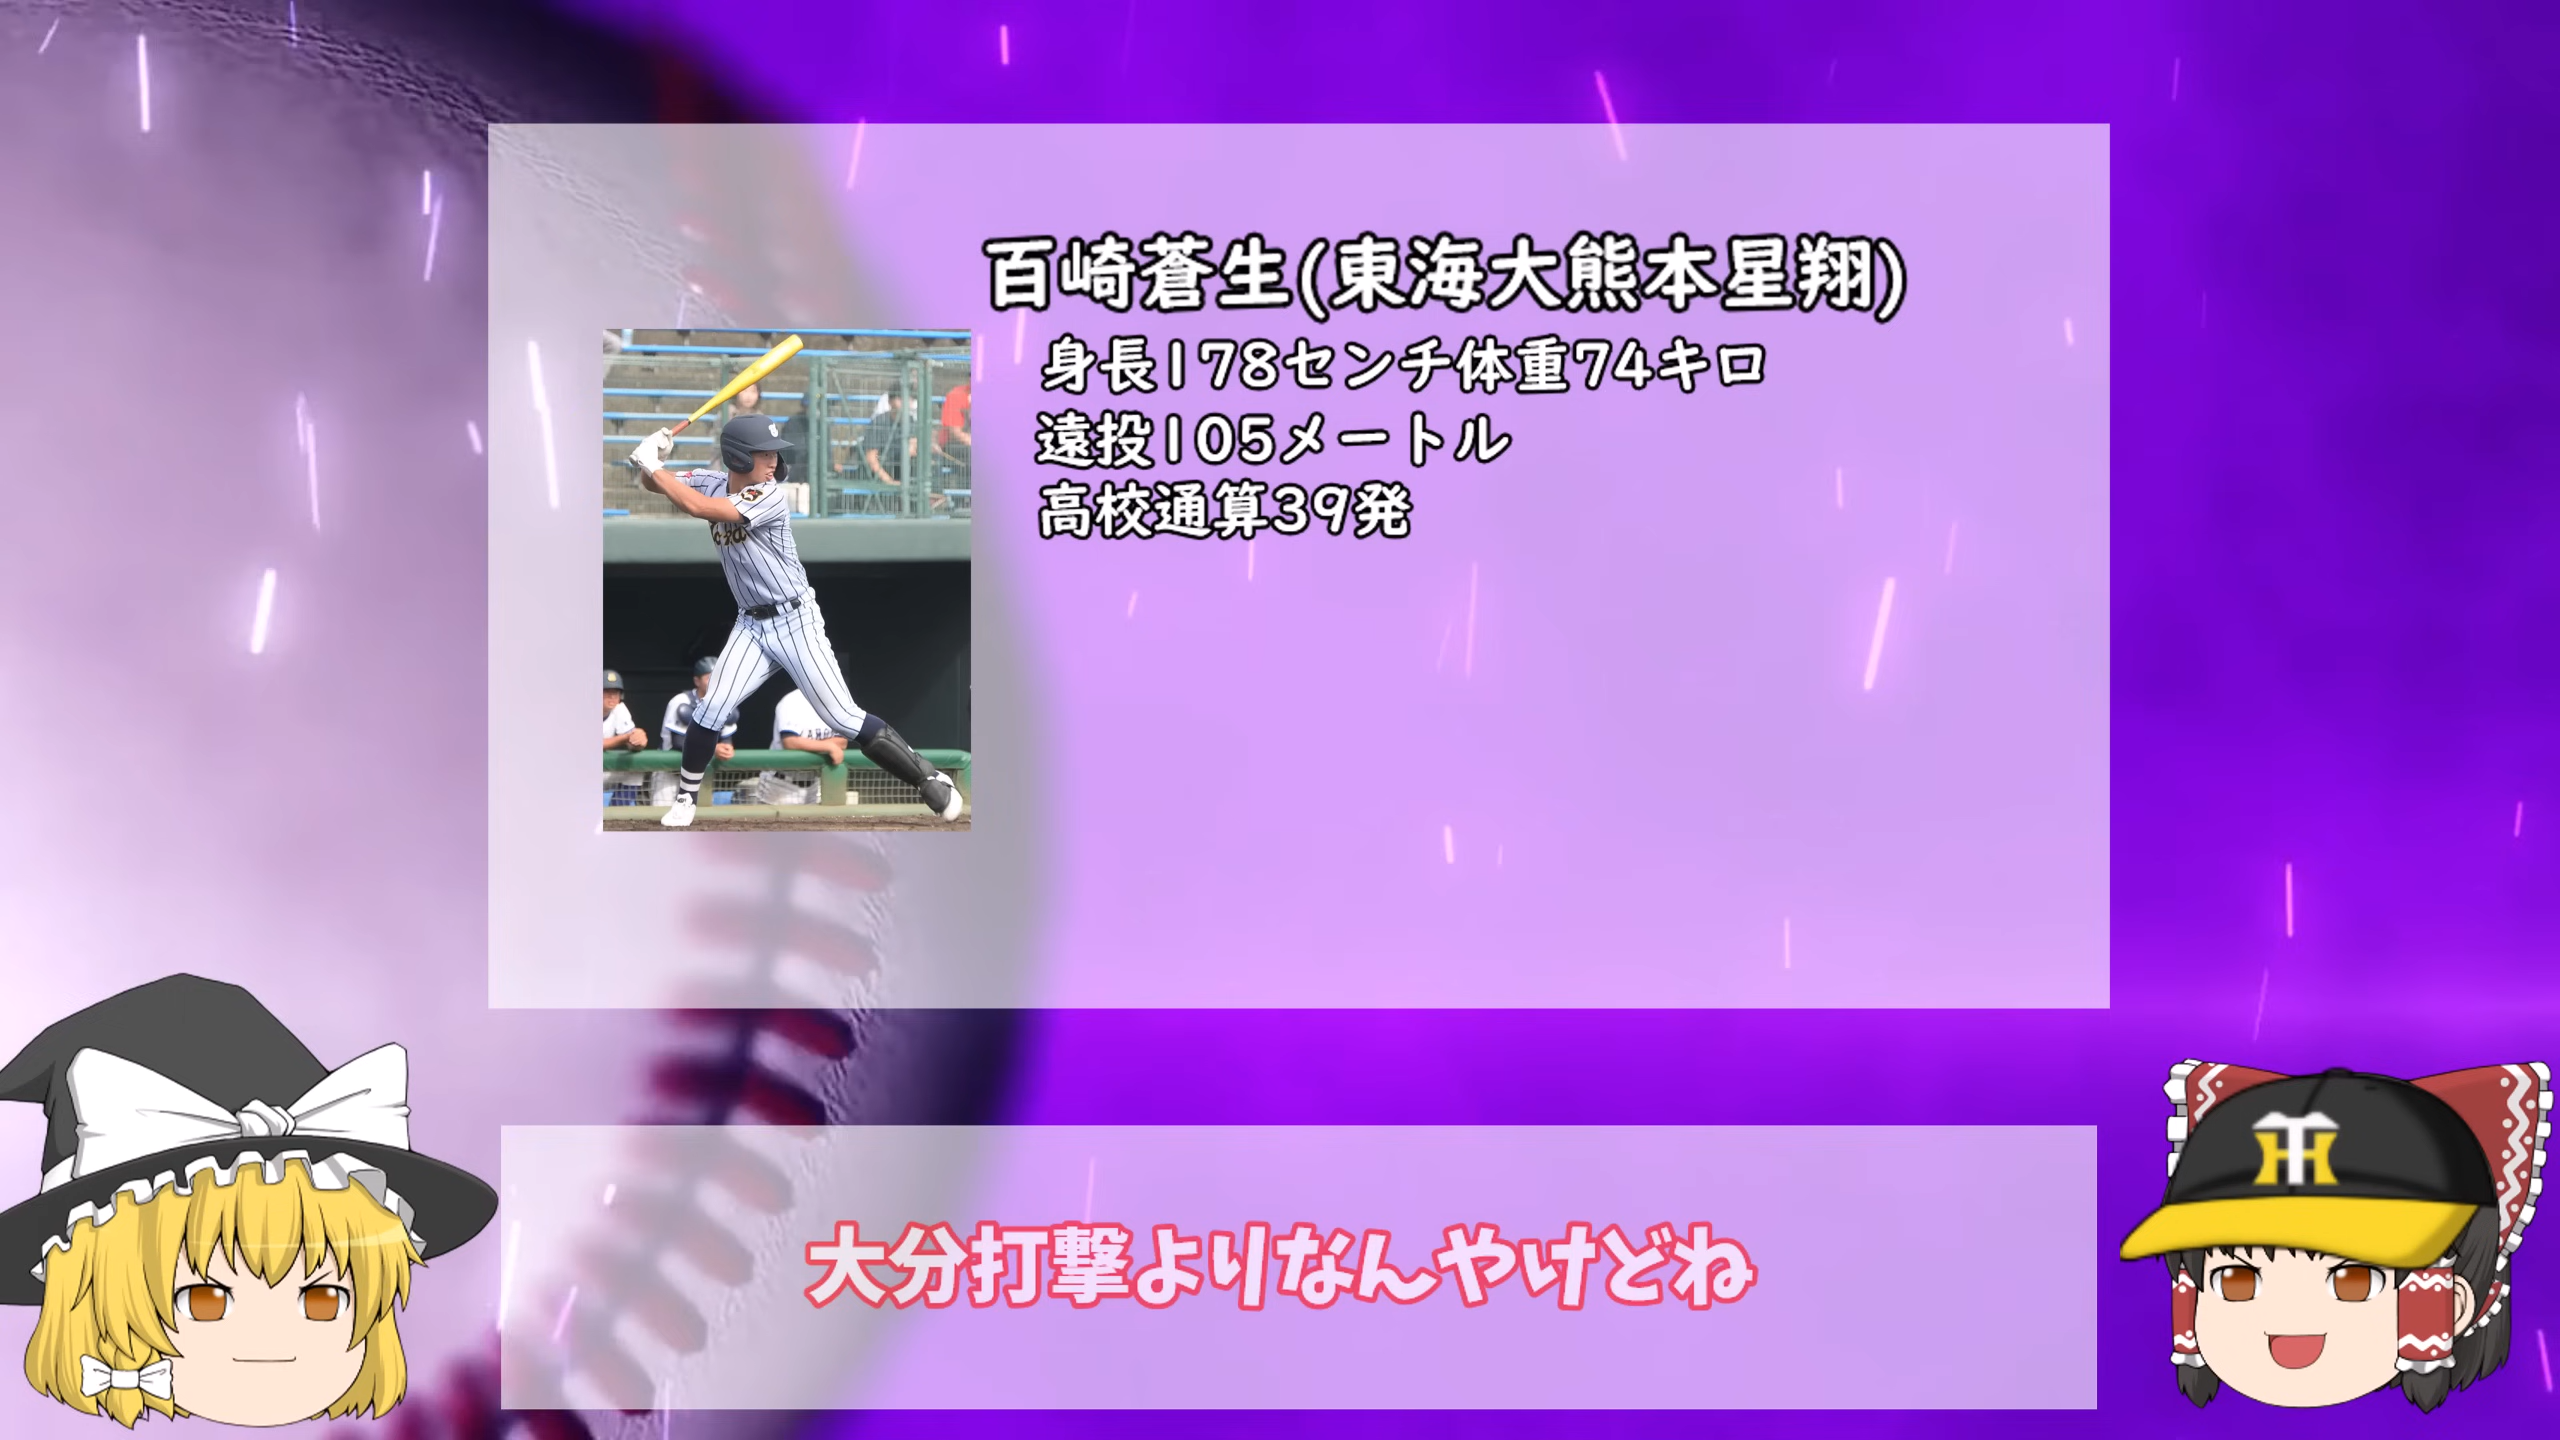 百崎蒼生(東海大熊本星翔)
身長178センチ体重74キロ
遠投105メートル
高校通算39発
大分打撃よりなんやけどね